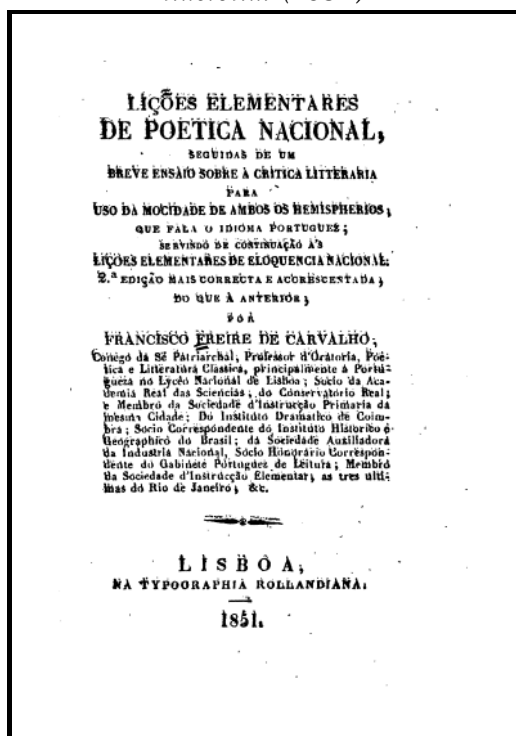 LIÇÕES ELEMENTARES
DE POETICA NACIONAL,
SEGUIDAS DE UM
BREVE ENSAIO SOBRE A CRITICA LITTERARIA
PARA
USO DA MOCIDADE DE AMBOS OS HEMISPHERIOS,
QUE FALA O IDIOMA PORTUGUEZ;
SERVINDO DE CONTINUAÇÃO ÁS
LIÇÕES ELEMENTARES DE ELOQUENCIA NACIONAL.
2.ª EDIÇÃO MAIS CORRECTA E ACCRESCENTADA,
DO QUE A ANTERIOR;
POR
FRANCISCO FREIRE DE CARVALHO,
Conego da Sé Patriarchal; Professor d'Oratoria, Poe-
tica e Litteratura Classica, principalmente a Portu-
gueza no Lyceo Nacional de Lisboa; Socio da Aca-
demia Real das Sciencias; do Conservatorio Real;
e Membro da Sociedade d'Instrucção Primaria da
mesma Cidade; Do Instituto Dramatico de Coim-
bra; Socio Correspondente do Instituto Historico e
Geographico do Brasil; da Sociedade Auxiliadora
da Industria Nacional, Socio Honorario Correspon-
dente do Gabinete Portuguez de Leitura; Membro
da Sociedade d'Instrucção Elementar, as tres ulti-
mas do Rio de Janeiro, &c.
LISBOA,
NA TYPOGRAPHIA ROLLANDIANA.
1851.